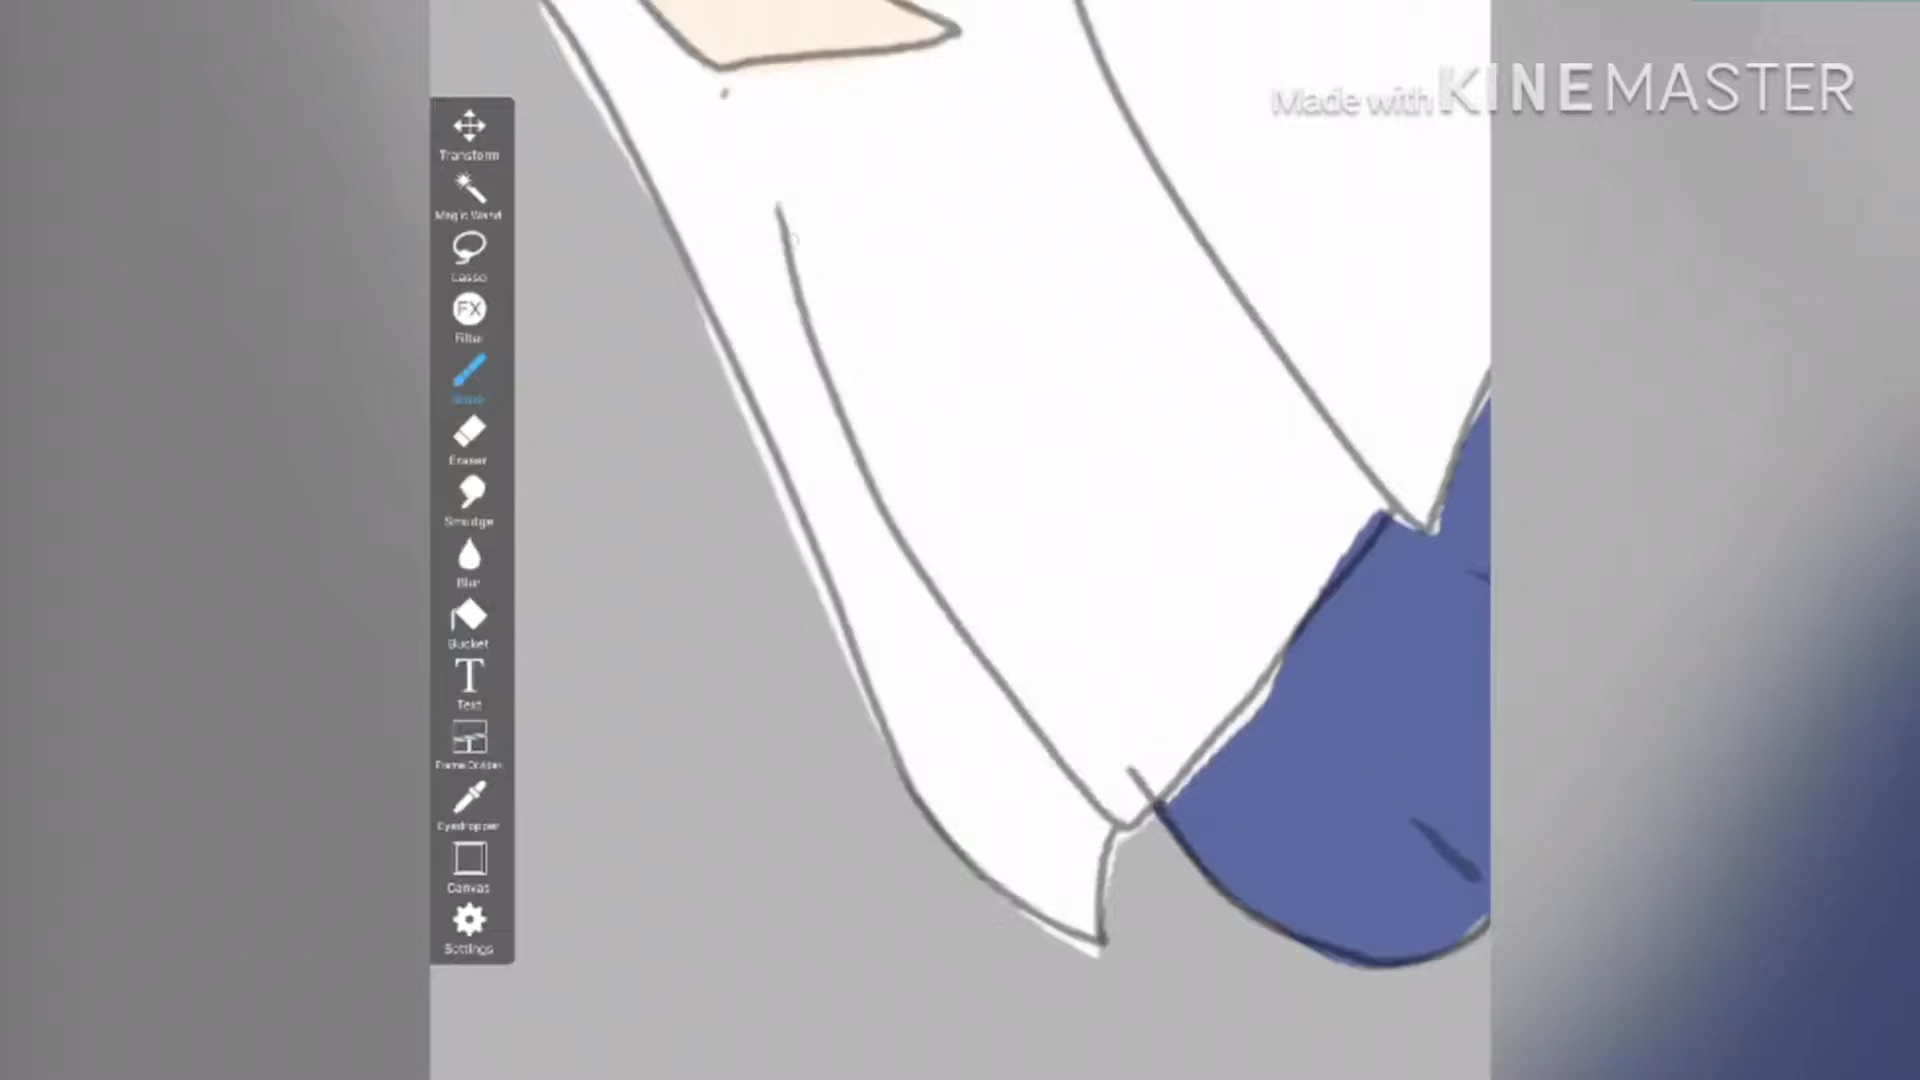 Made with KINEMASTER
Transform
Magic Wand
Lasso
Filter
FX
Brush
Eraser
Smudge
Blur
Bucket
T
Text
Frame Divider
Eyedropper
Canvas
Settings